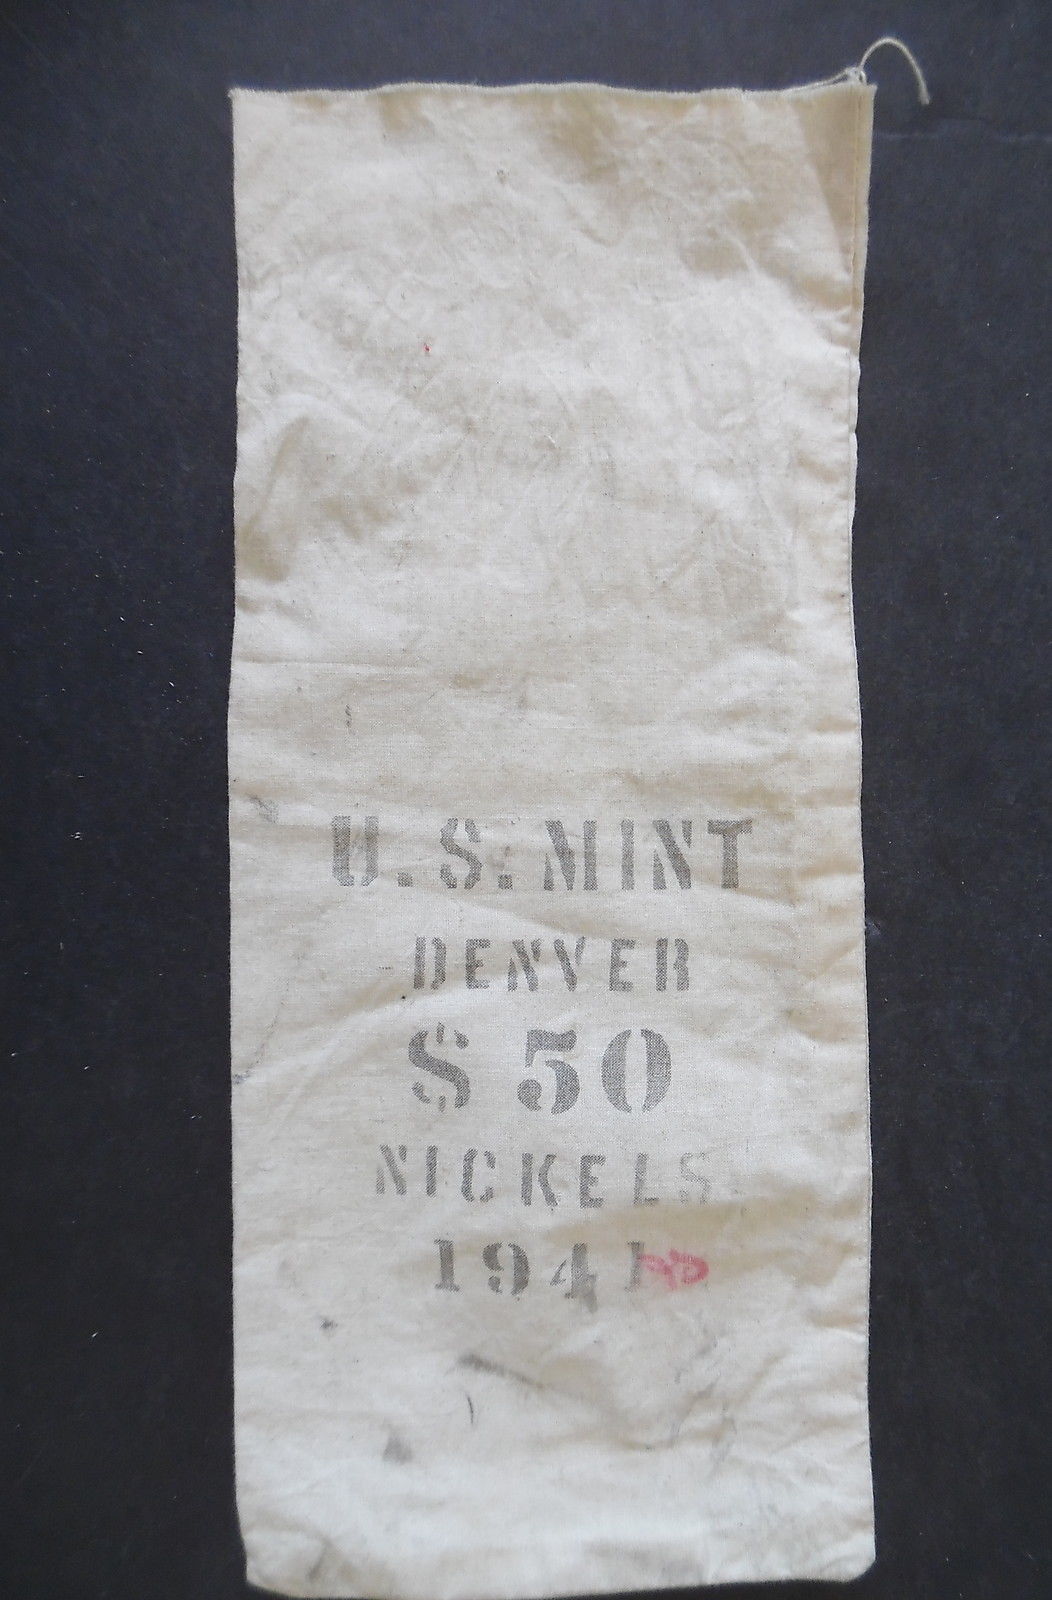 U.S. MINT
DENVER
$50
NICKELS
1941